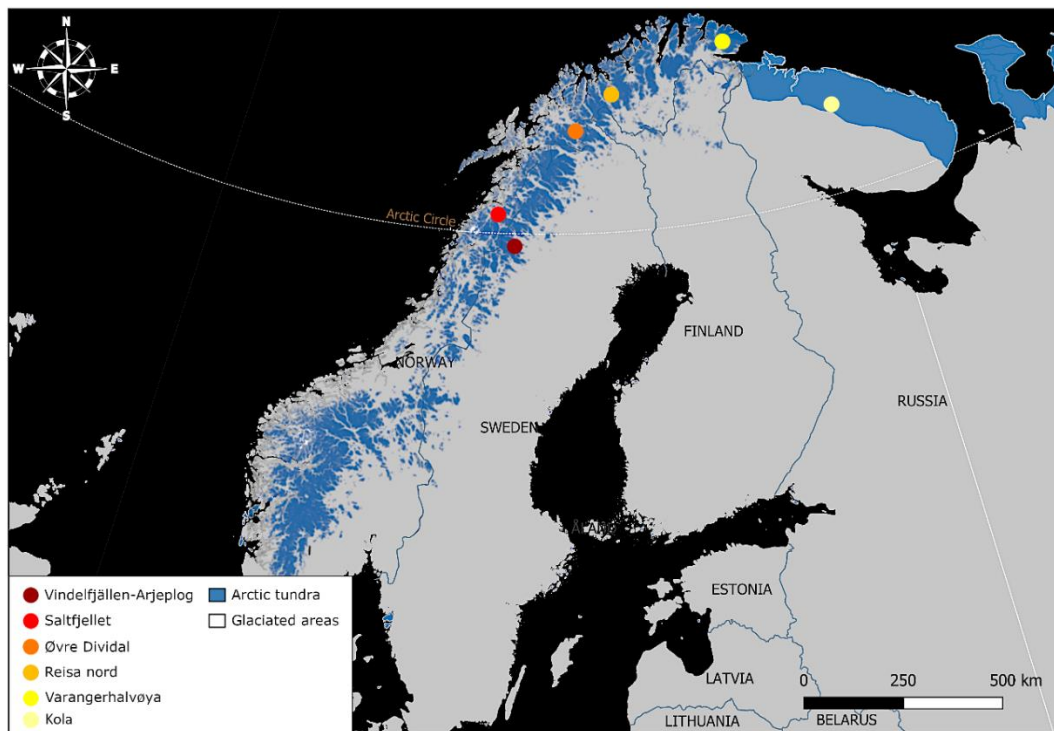 N
W E
S
Arctic Circle
NORWAY
FINLAND
SWEDEN
RUSSIA
ESTONIA
LATVIA
LITHUANIA
BELARUS
Vindelfjällen-Arjeplog
Saltfjellet
Øvre Dividal
Reisa nord
Varangerhalvøya
Kola
Arctic tundra
Glaciated areas
0 250 500 km